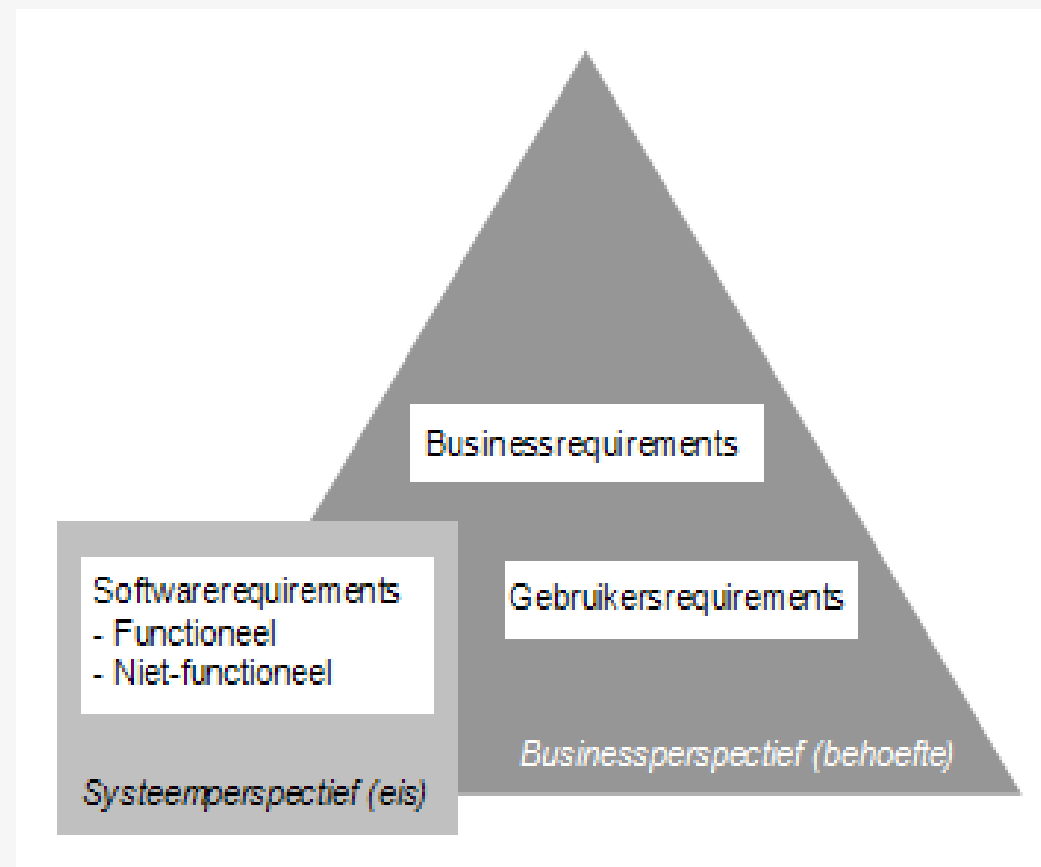 Businessrequirements
Gebruikersrequirements
Softwarerequirements
- Functioneel
- Niet-functioneel
Businessperspectief (behoefte)
Systeemperspectief (eis)